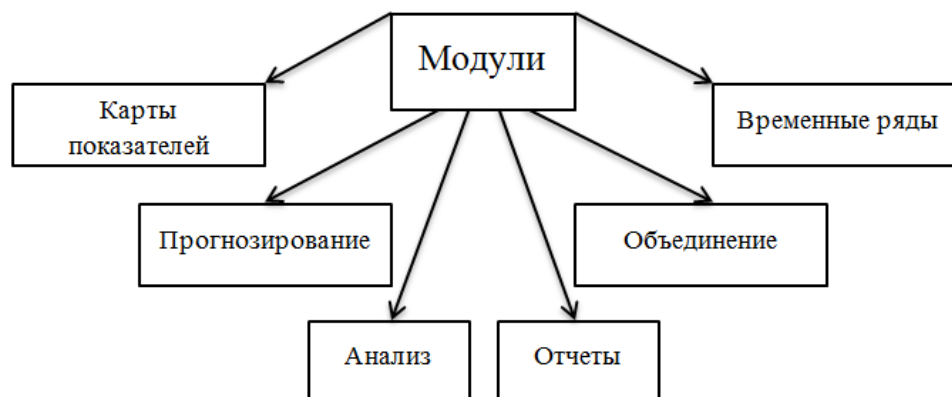 Модули
Карты
показателей
Временные ряды
Прогнозирование
Объединение
Анализ
Отчеты